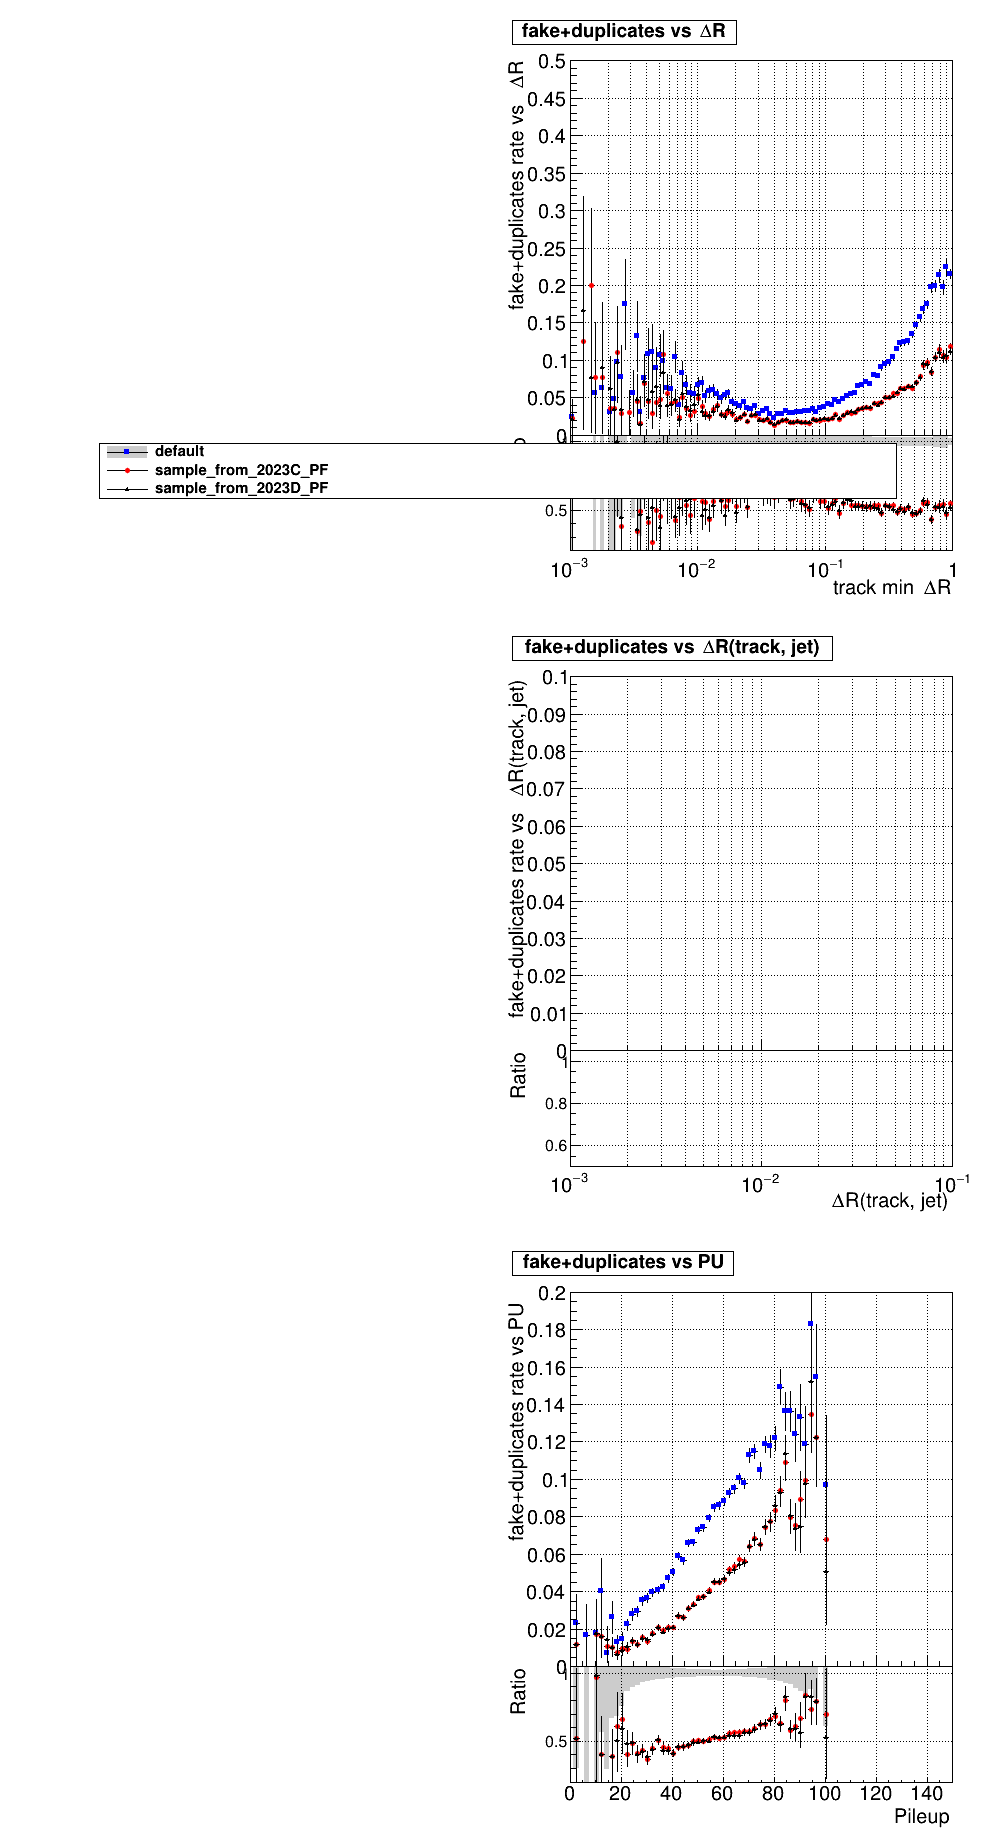 fake+duplicates vs ΔR
fake+duplicates rate vs ΔR
0.5
0.45
0.4
0.35
0.3
0.25
0.2
0.15
0.1
0.05
0
default
sample_from_2023C_PF
sample_from_2023D_PF
0.5
10⁻³ 10⁻² 10⁻¹ 1
track min ΔR
fake+duplicates vs ΔR(track, jet)
fake+duplicates rate vs ΔR(track, jet)
0.1
0.09
0.08
0.07
0.06
0.05
0.04
0.03
0.02
0.01
0
Ratio
1
0.8
0.6
10⁻³ 10⁻² 10⁻¹
ΔR(track, jet)
fake+duplicates vs PU
fake+duplicates rate vs PU
0.2
0.18
0.16
0.14
0.12
0.1
0.08
0.06
0.04
0.02
0
Ratio
1
0.5
0 20 40 60 80 100 120 140
Pileup